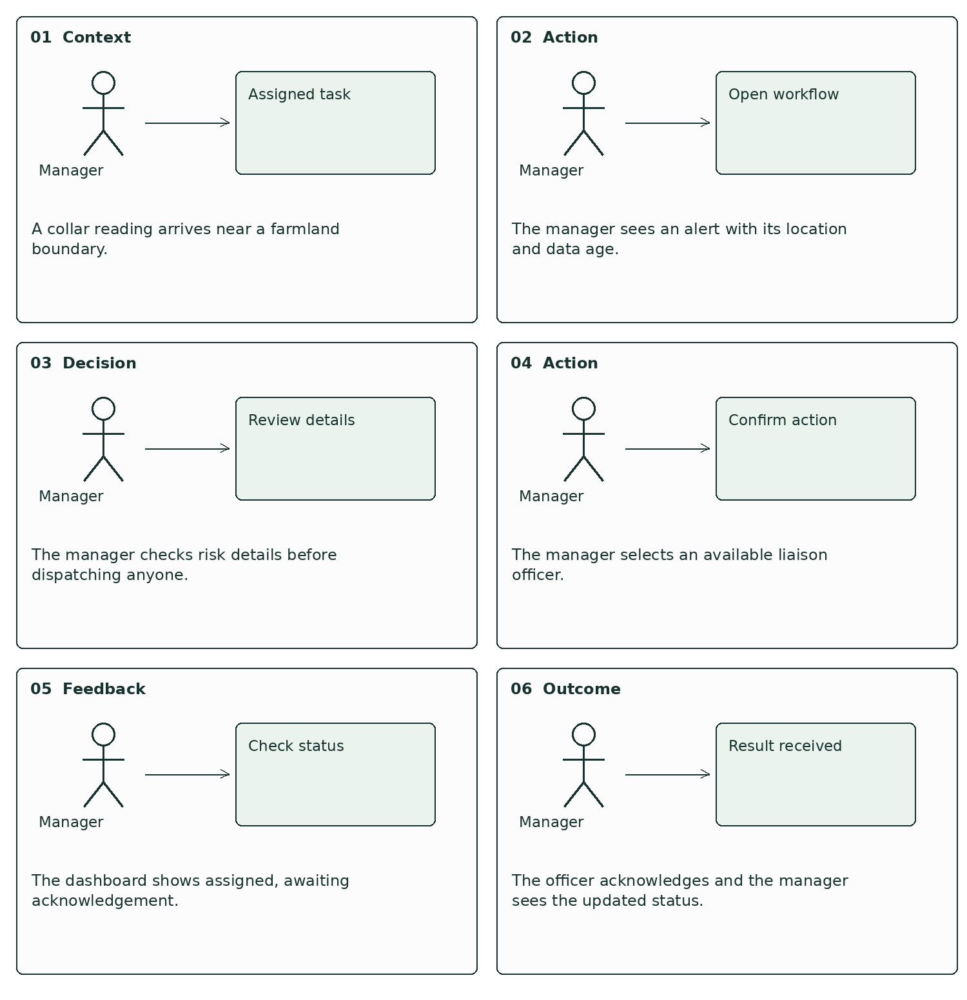 01  Context
Assigned task
Manager
A collar reading arrives near a farmland
boundary.
02  Action
Open workflow
Manager
The manager sees an alert with its location
and data age.
03  Decision
Review details
Manager
The manager checks risk details before
dispatching anyone.
04  Action
Confirm action
Manager
The manager selects an available liaison
officer.
05  Feedback
Check status
Manager
The dashboard shows assigned, awaiting
acknowledgement.
06  Outcome
Result received
Manager
The officer acknowledges and the manager
sees the updated status.